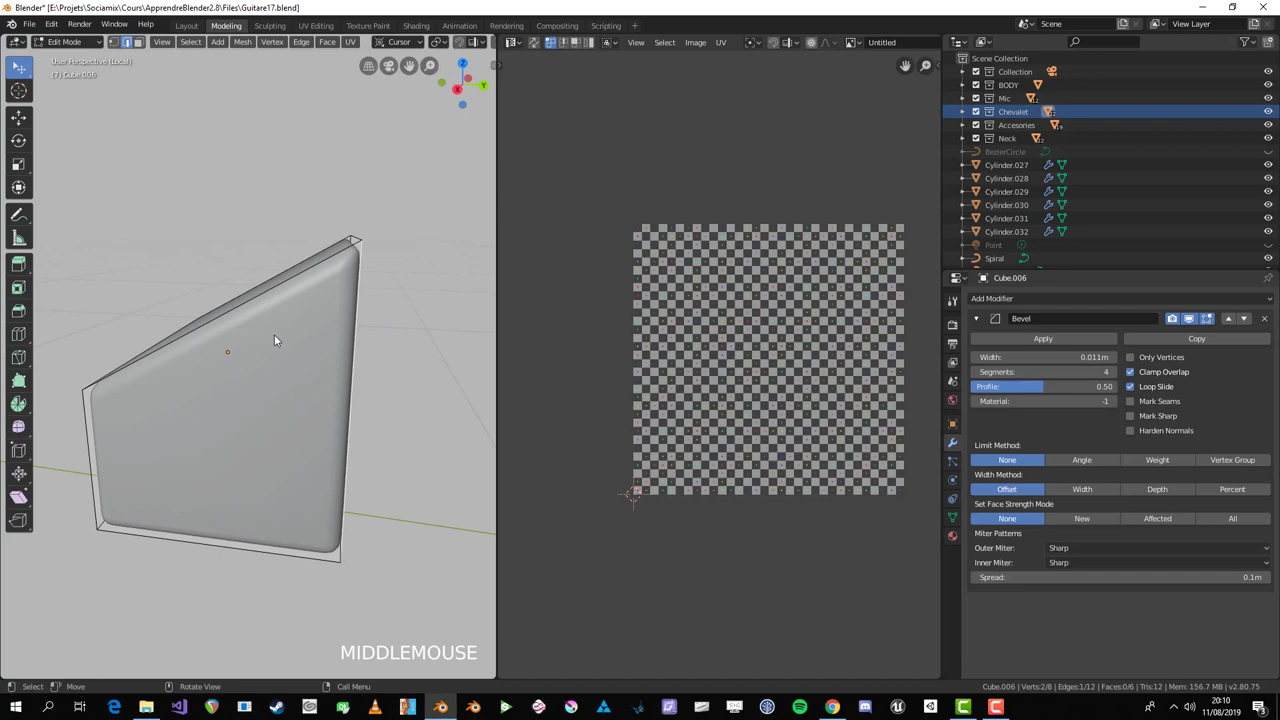 Blender* [E:\Projets\Sociamix\Cours\ApprendreBlender2.8\Files\Guitare17.blend]
File Edit Render Window Help Layout Modeling Sculpting UV Editing Texture Paint Shading Animation Rendering Compositing Scripting + Scene View Layer
Edit Mode View Select Add Mesh Vertex Edge Face UV Cursor View Select Image UV Untitled
User Perspective (Local)
(7) Cube.006
Z
Y
X
Scene Collection
Collection
BODY
Mic
Chevalet
Accesories
Neck
BezierCircle
Cylinder.027
Cylinder.028
Cylinder.029
Cylinder.030
Cylinder.031
Cylinder.032
Point
Spiral
Cube.006
Add Modifier
Bevel
Apply Copy
Width: 0.011m Only Vertices
Segments: 4 Clamp Overlap
Profile: 0.50 Loop Slide
Material: -1 Mark Seams
Mark Sharp
Harden Normals
Limit Method:
None Angle Weight Vertex Group
Width Method:
Offset Width Depth Percent
Set Face Strength Mode
None New Affected All
Miter Patterns
Outer Miter: Sharp
Inner Miter: Sharp
Spread: 0.1m
MIDDLEMOUSE
Select Move Rotate View Call Menu Cube.006 | Verts:2/8 | Edges:1/12 | Faces:0/6 | Tris:12 | Mem: 156.7 MB | v2.80.75
20:10
11/08/2019